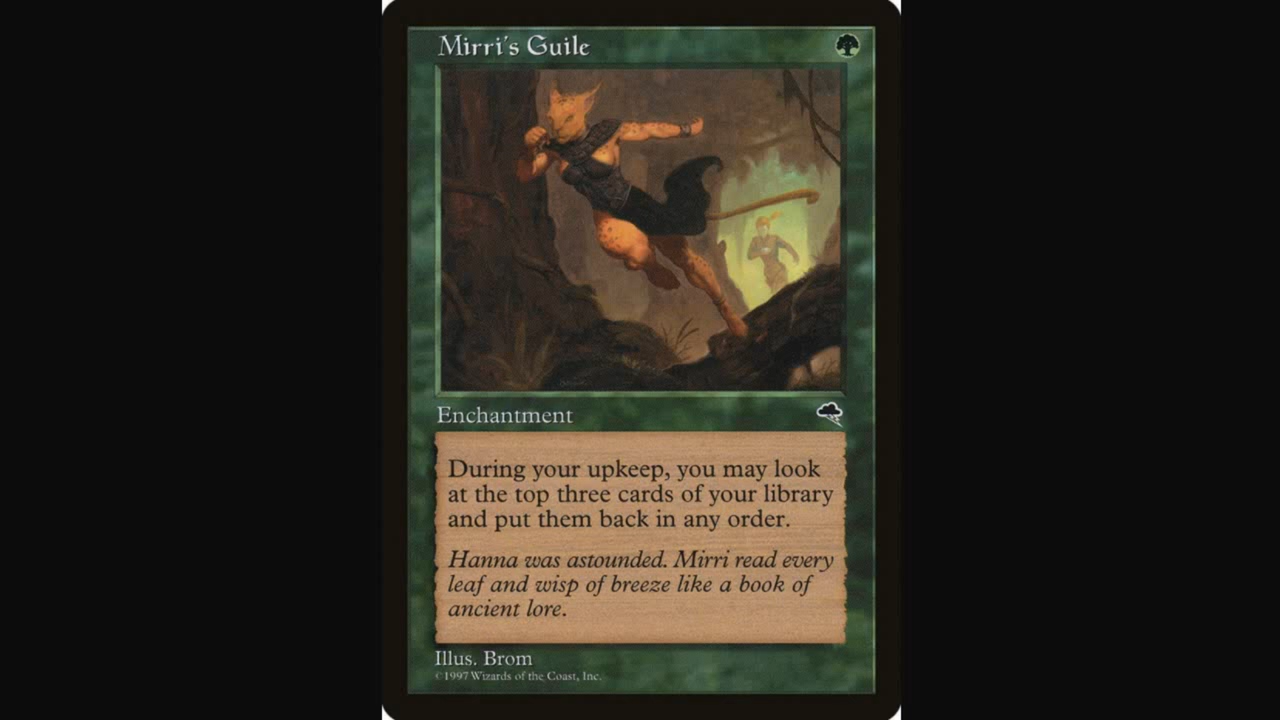 Mirri's Guile
Enchantment
During your upkeep, you may look
at the top three cards of your library
and put them back in any order.
Hanna was astounded. Mirri read every
leaf and wisp of breeze like a book of
ancient lore.
Illus. Brom
©1997 Wizards of the Coast, Inc.